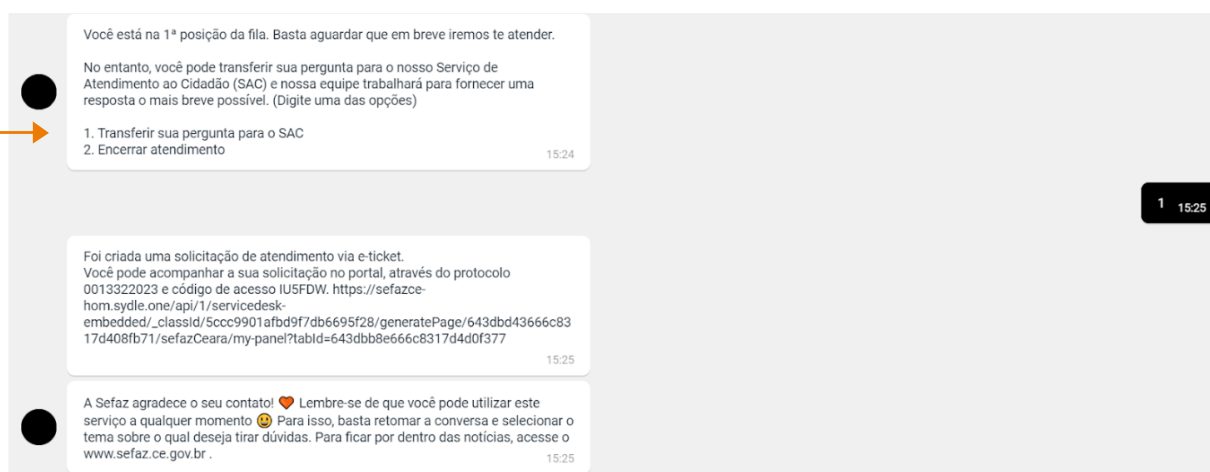 Você está na 1ª posição da fila. Basta aguardar que em breve iremos te atender.
No entanto, você pode transferir sua pergunta para o nosso Serviço de
Atendimento ao Cidadão (SAC) e nossa equipe trabalhará para fornecer uma
resposta o mais breve possível. (Digite uma das opções)
1. Transferir sua pergunta para o SAC
2. Encerrar atendimento
15:24
1 15:25
Foi criada uma solicitação de atendimento via e-ticket.
Você pode acompanhar a sua solicitação no portal, através do protocolo
0013322023 e código de acesso IU5FDW. https://sefazce-
hom.sydle.one/api/1/servicedesk-
embedded/_classId/5ccc9901afbd9f7db6695f28/generatePage/643dbd43666c83
17d408fb71/sefazCeara/my-panel?tabId=643dbb8e666c8317d4d0f377
15:25
A Sefaz agradece o seu contato! 🧡 Lembre-se de que você pode utilizar este
serviço a qualquer momento 😃 Para isso, basta retomar a conversa e selecionar o
tema sobre o qual deseja tirar dúvidas. Para ficar por dentro das notícias, acesse o
www.sefaz.ce.gov.br .
15:25